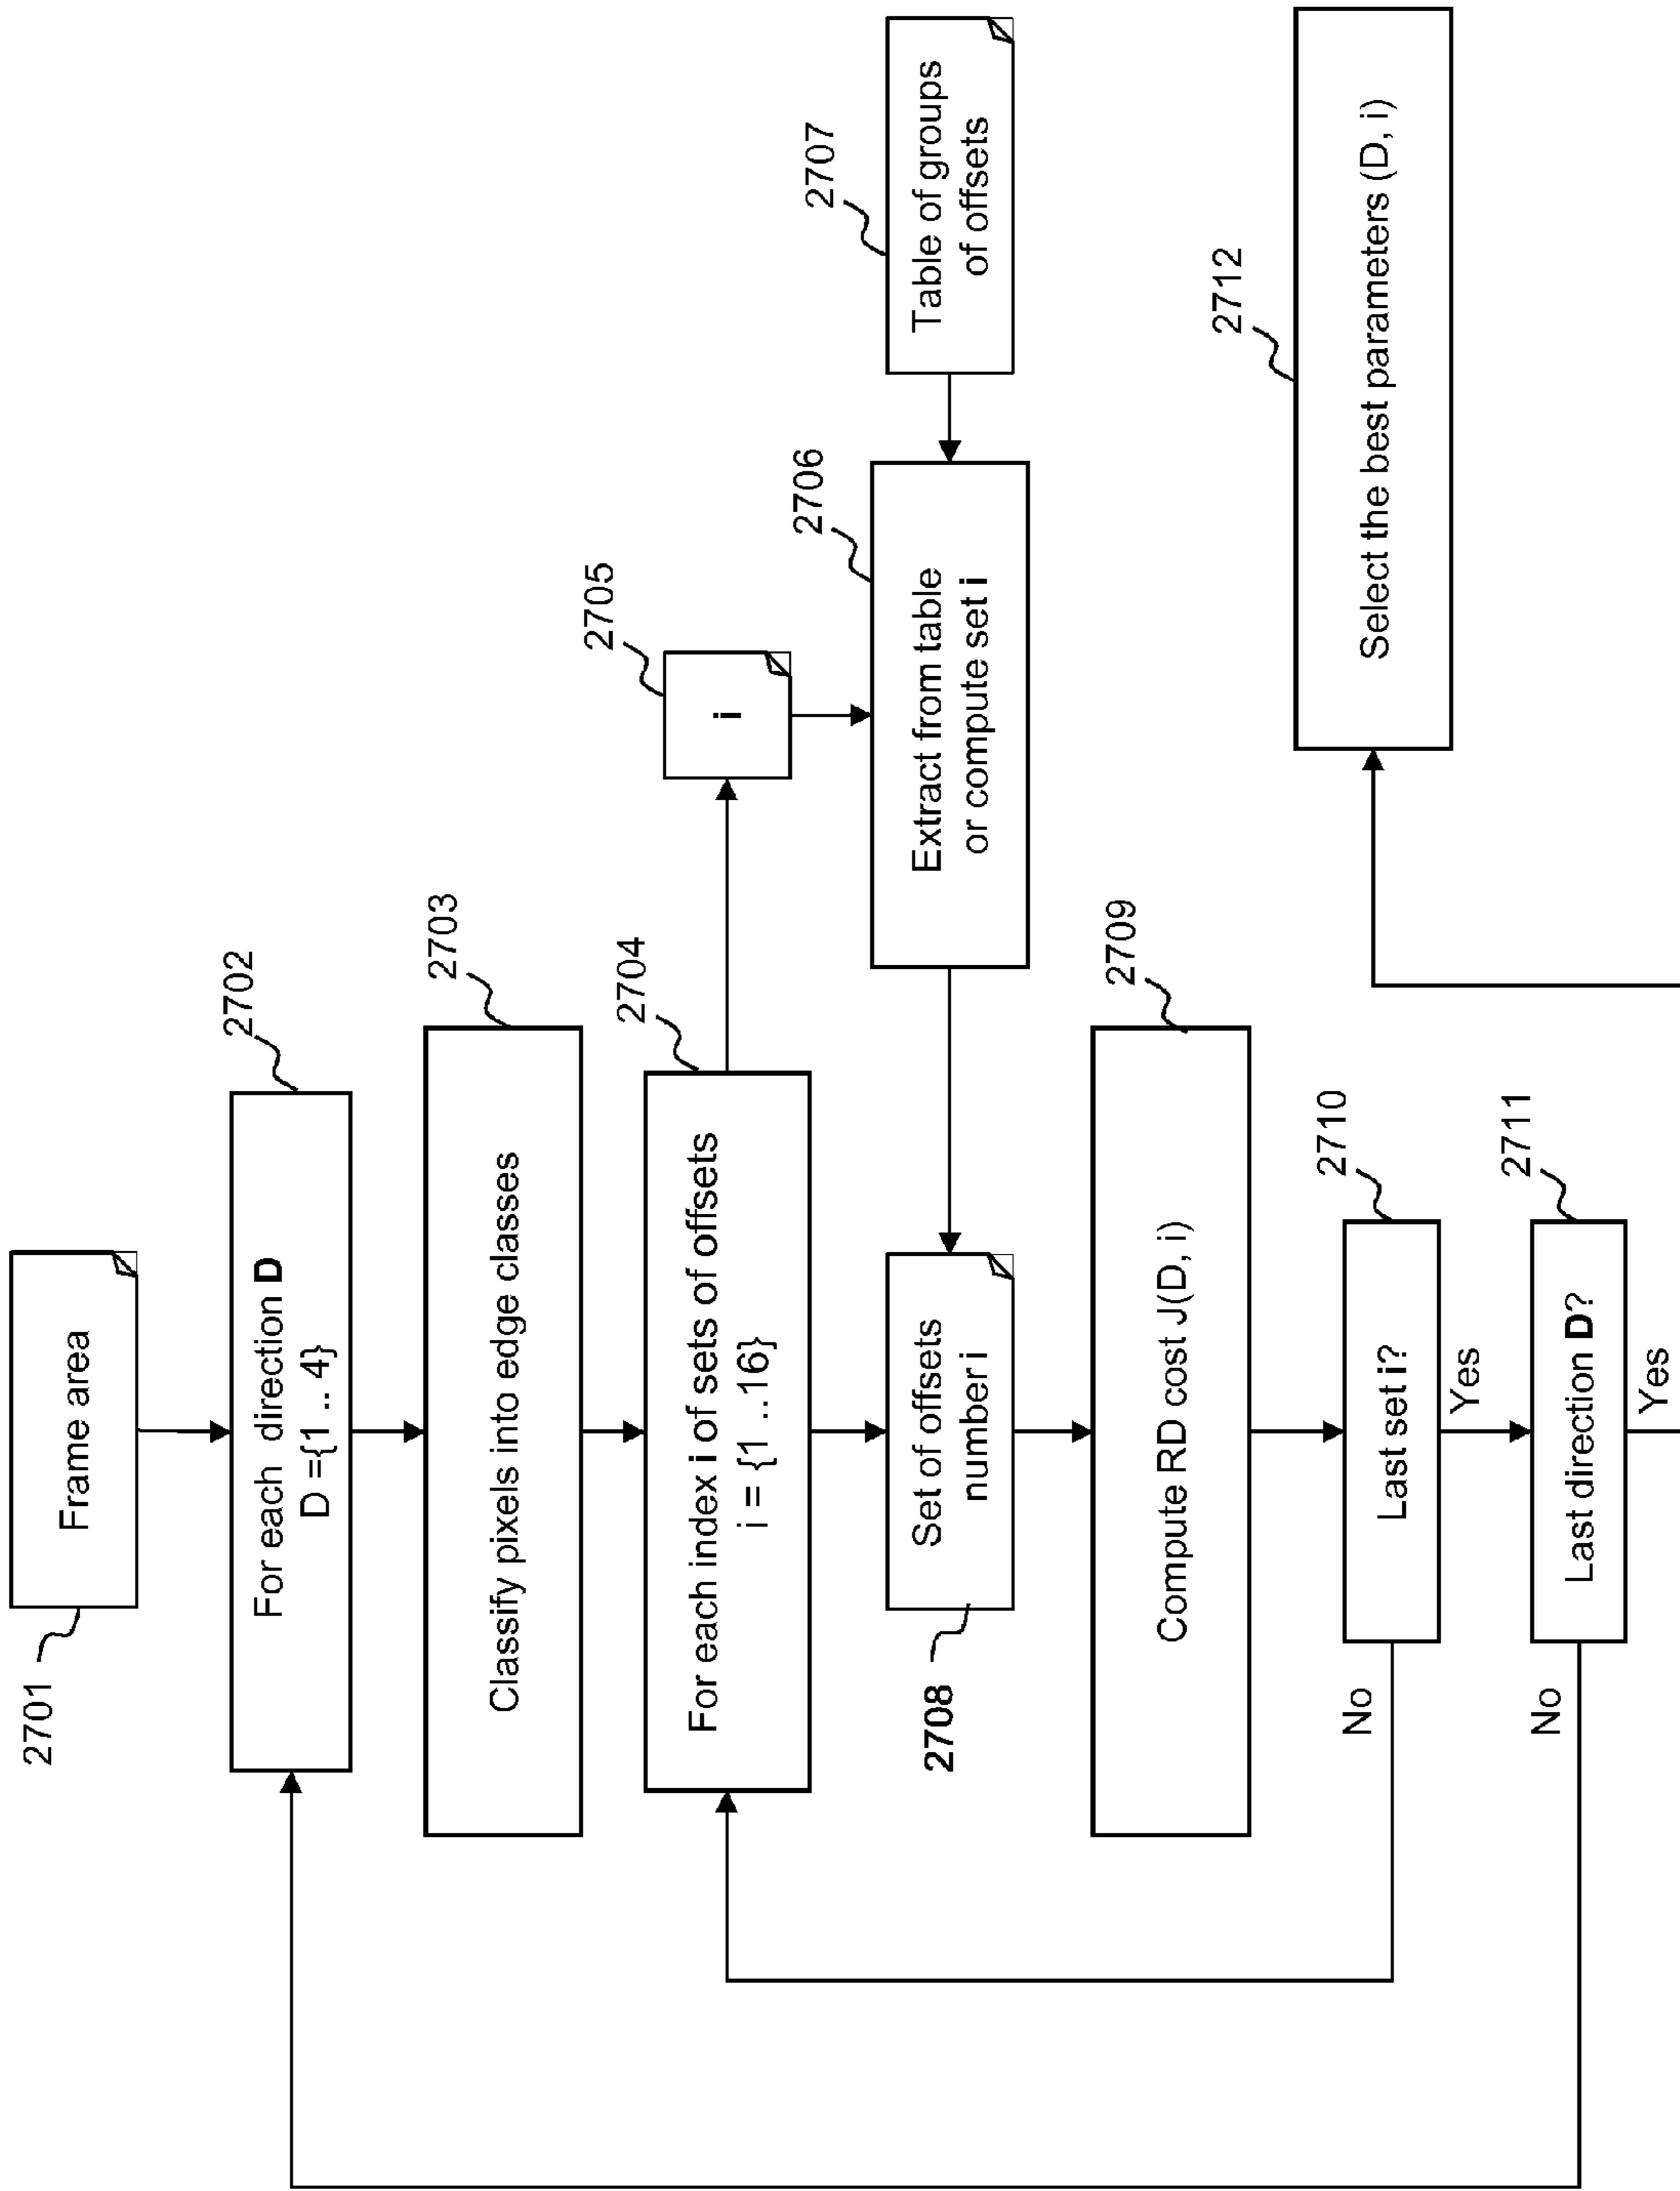 2701
Frame area
2702
For each direction D
D ={1 .. 4}
2703
Classify pixels into edge classes
2704
For each index i of sets of offsets
i = {1 ..16}
2705
i
2706
Extract from table
or compute set i
2707
Table of groups
of offsets
2708
Set of offsets
number i
2709
Compute RD cost J(D, i)
2710
Last set i?
No
Yes
2711
Last direction D?
No
Yes
2712
Select the best parameters (D, i)